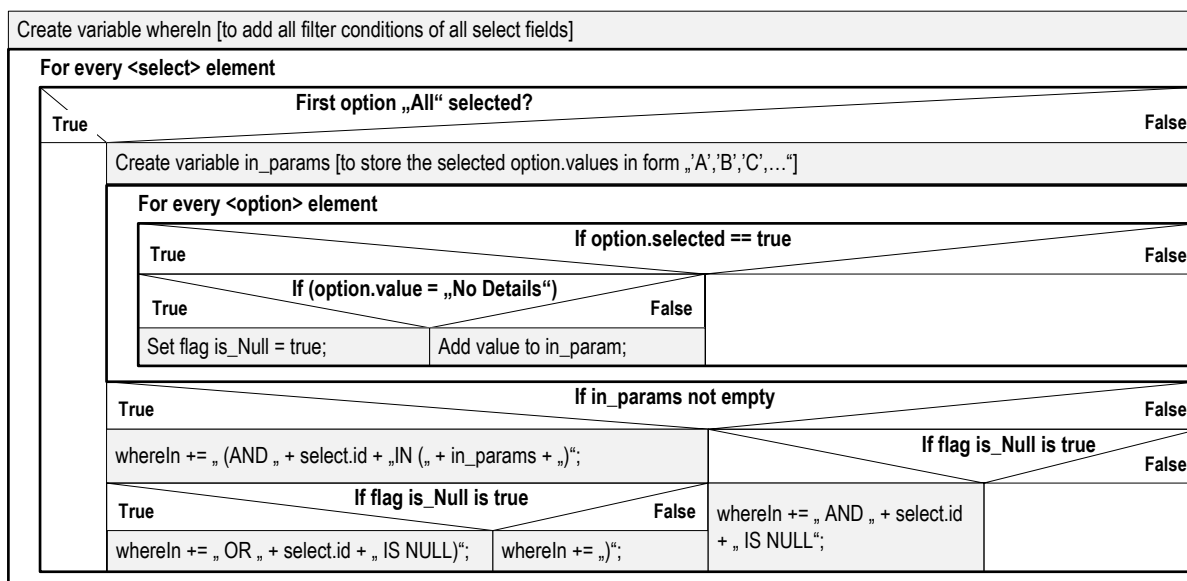 Create variable whereIn [to add all filter conditions of all select fields]
For every <select> element
First option „All“ selected?
True
False
Create variable in_params [to store the selected option.values in form „’A’,’B’,’C’,…“]
For every <option> element
If option.selected == true
True
False
If (option.value = „No Details“)
True
False
Set flag is_Null = true;
Add value to in_param;
If in_params not empty
True
False
whereIn += „ (AND „ + select.id + „IN („ + in_params + „)“;
If flag is_Null is true
False
If flag is_Null is true
True
False
whereIn += „ AND „ + select.id
+ „ IS NULL“;
whereIn += „ OR „ + select.id + „ IS NULL)“;
whereIn += „)“;